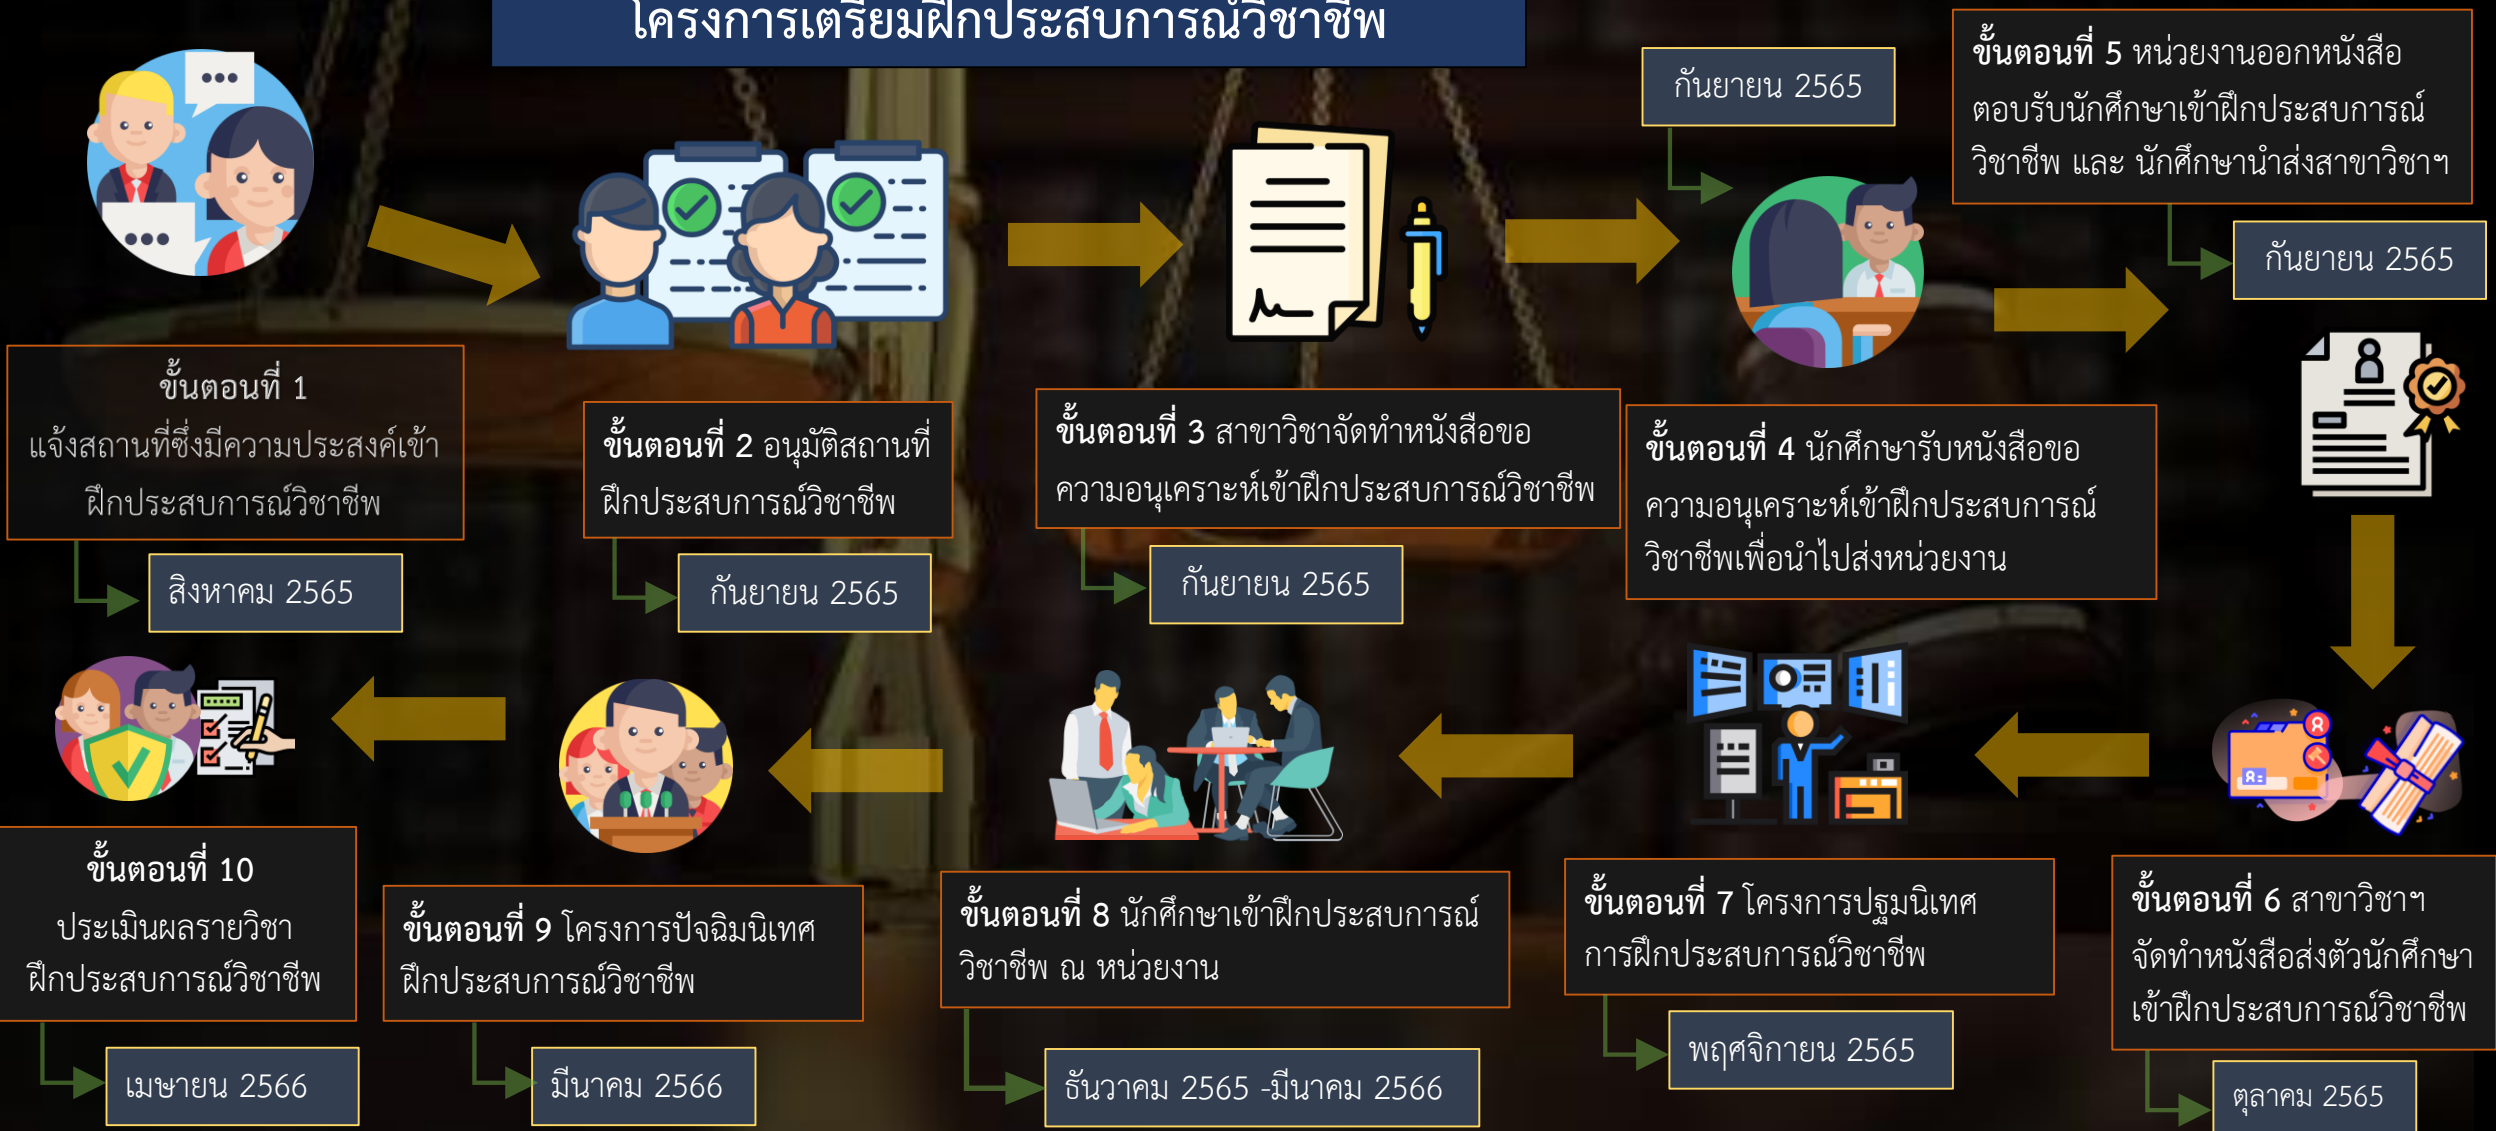 โครงการเตรียมฝึกประสบการณ์วิชาชีพ
ขั้นตอนที่ 1
แจ้งสถานที่ซึ่งมีความประสงค์เข้า
ฝึกประสบการณ์วิชาชีพ
สิงหาคม 2565
ขั้นตอนที่ 2 อนุมัติสถานที่
ฝึกประสบการณ์วิชาชีพ
กันยายน 2565
ขั้นตอนที่ 3 สาขาวิชาจัดทำหนังสือขอ
ความอนุเคราะห์เข้าฝึกประสบการณ์วิชาชีพ
กันยายน 2565
กันยายน 2565
ขั้นตอนที่ 4 นักศึกษารับหนังสือขอ
ความอนุเคราะห์เข้าฝึกประสบการณ์
วิชาชีพเพื่อนำไปส่งหน่วยงาน
ขั้นตอนที่ 5 หน่วยงานออกหนังสือ
ตอบรับนักศึกษาเข้าฝึกประสบการณ์
วิชาชีพ และ นักศึกษานำส่งสาขาวิชาฯ
กันยายน 2565
ขั้นตอนที่ 6 สาขาวิชาฯ
จัดทำหนังสือส่งตัวนักศึกษา
เข้าฝึกประสบการณ์วิชาชีพ
ตุลาคม 2565
ขั้นตอนที่ 7 โครงการปฐมนิเทศ
การฝึกประสบการณ์วิชาชีพ
พฤศจิกายน 2565
ขั้นตอนที่ 8 นักศึกษาเข้าฝึกประสบการณ์
วิชาชีพ ณ หน่วยงาน
ธันวาคม 2565 -มีนาคม 2566
ขั้นตอนที่ 9 โครงการปัจฉิมนิเทศ
ฝึกประสบการณ์วิชาชีพ
มีนาคม 2566
ขั้นตอนที่ 10
ประเมินผลรายวิชา
ฝึกประสบการณ์วิชาชีพ
เมษายน 2566